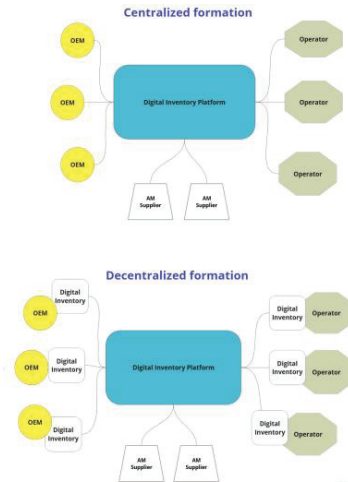 Centralized formation
OEM
Operator
OEM
Digital Inventory Platform
Operator
OEM
Operator
AM
Supplier
AM
Supplier
Decentralized formation
Digital
Inventory
OEM
Digital
Inventory
Operator
OEM
Digital
Inventory
Digital Inventory Platform
Digital
Inventory
Operator
OEM
Digital
Inventory
Digital
Inventory
Operator
AM
Supplier
AM
Supplier